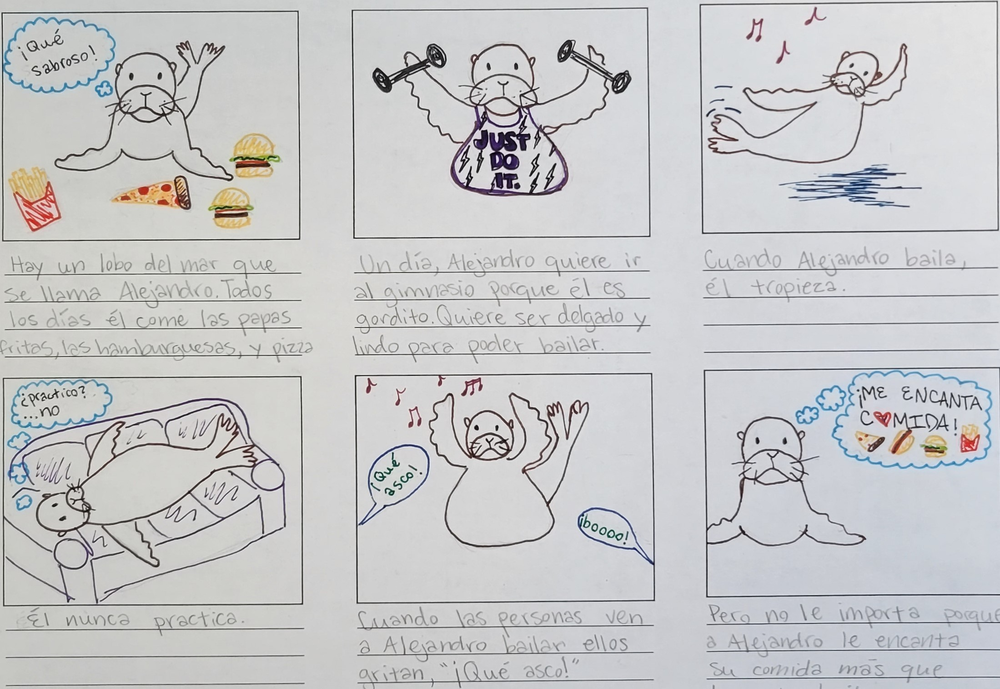 ¡Qué
sabroso!
Hay un lobo del mar que
se llama Alejandro. Todos
los días él come las papas
fritas, las hamburguesas, y pizza
JUST
DO
IT.
Un día, Alejandro quiere ir
al gimnasio porque él es
gordito. Quiere ser delgado y
lindo para poder bailar.
Cuando Alejandro baila,
él tropieza.
¿practico?
...no
Él nunca practica.
¡Qué
asco!
¡boooo!
Cuando las personas ven
a Alejandro bailar ellos
gritan, "¡Qué asco!"
¡ME ENCANTA
COMIDA!
Pero no le importa porque
a Alejandro le encanta
su comida más que